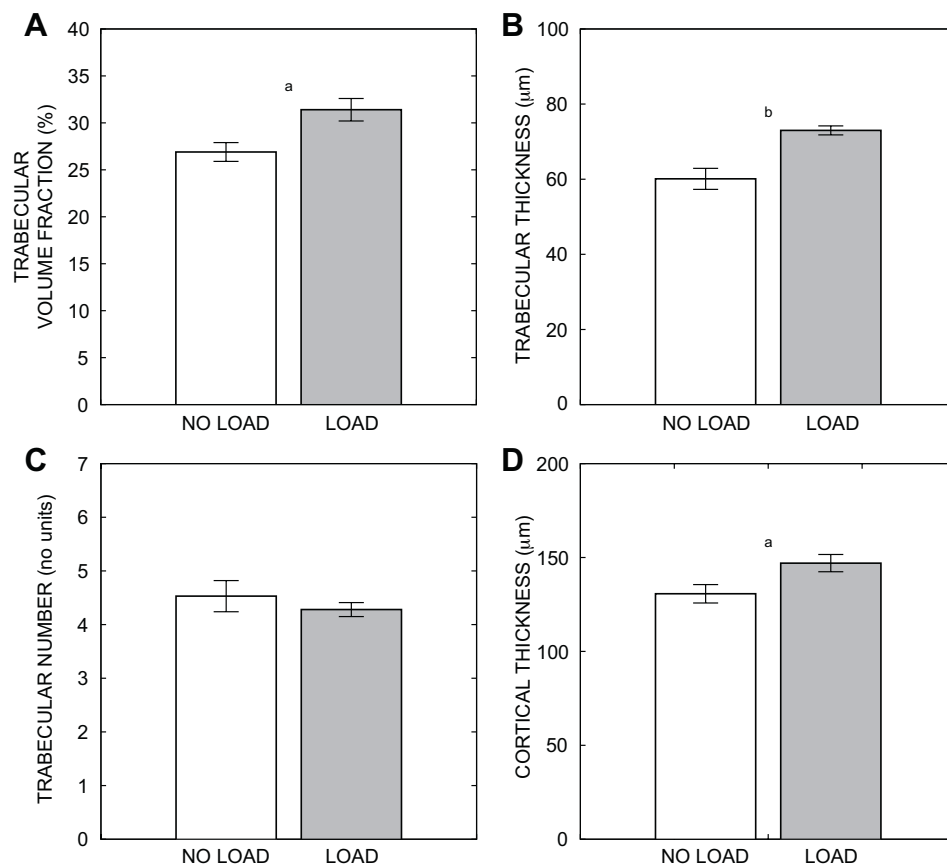 A
TRABECULAR
VOLUME FRACTION (%)
40
35
30
25
20
15
10
5
0
a
NO LOAD
LOAD
B
TRABECULAR THICKNESS (μm)
100
80
60
40
20
0
b
NO LOAD
LOAD
C
TRABECULAR NUMBER (no units)
7
6
5
4
3
2
1
0
NO LOAD
LOAD
D
CORTICAL THICKNESS (μm)
200
150
100
50
0
a
NO LOAD
LOAD